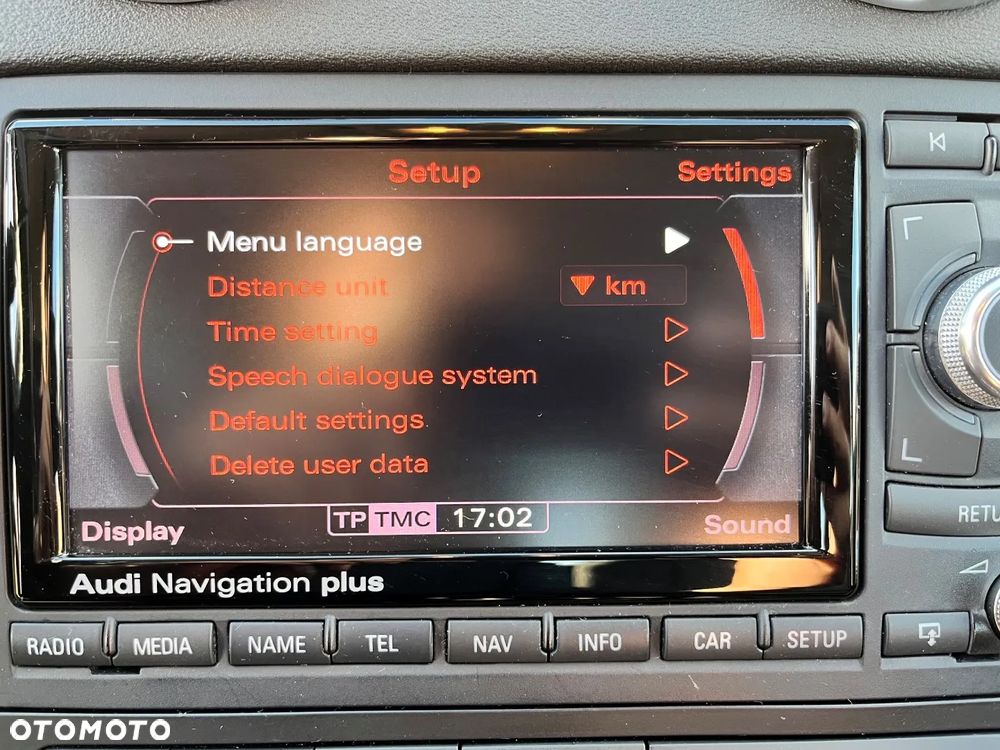 Setup Settings
Menu language
Distance unit km
Time setting
Speech dialogue system
Default settings
Delete user data
Display TP TMC 17:02 Sound
Audi Navigation plus
RADIO MEDIA NAME TEL NAV INFO CAR SETUP
OTOMOTO